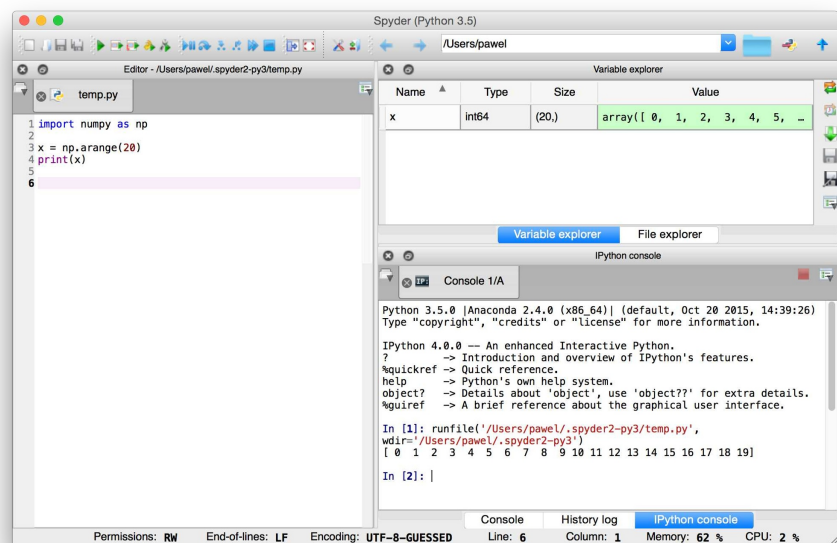 Spyder (Python 3.5)
/Users/pawel
Editor - /Users/pawel/.spyder2-py3/temp.py
temp.py
1 import numpy as np
2
3 x = np.arange(20)
4 print(x)
5
6
Variable explorer
Name Type Size Value
x int64 (20,) array([ 0, 1, 2, 3, 4, 5, …
Variable explorer File explorer
IPython console
IP: Console 1/A
Python 3.5.0 |Anaconda 2.4.0 (x86_64)| (default, Oct 20 2015, 14:39:26)
Type "copyright", "credits" or "license" for more information.
IPython 4.0.0 -- An enhanced Interactive Python.
? -> Introduction and overview of IPython's features.
%quickref -> Quick reference.
help -> Python's own help system.
object? -> Details about 'object', use 'object??' for extra details.
%guiref -> A brief reference about the graphical user interface.
In [1]: runfile('/Users/pawel/.spyder2-py3/temp.py',
wdir='/Users/pawel/.spyder2-py3')
[ 0 1 2 3 4 5 6 7 8 9 10 11 12 13 14 15 16 17 18 19]
In [2]:
Console History log IPython console
Permissions: RW End-of-lines: LF Encoding: UTF-8-GUESSED Line: 6 Column: 1 Memory: 62 % CPU: 2 %